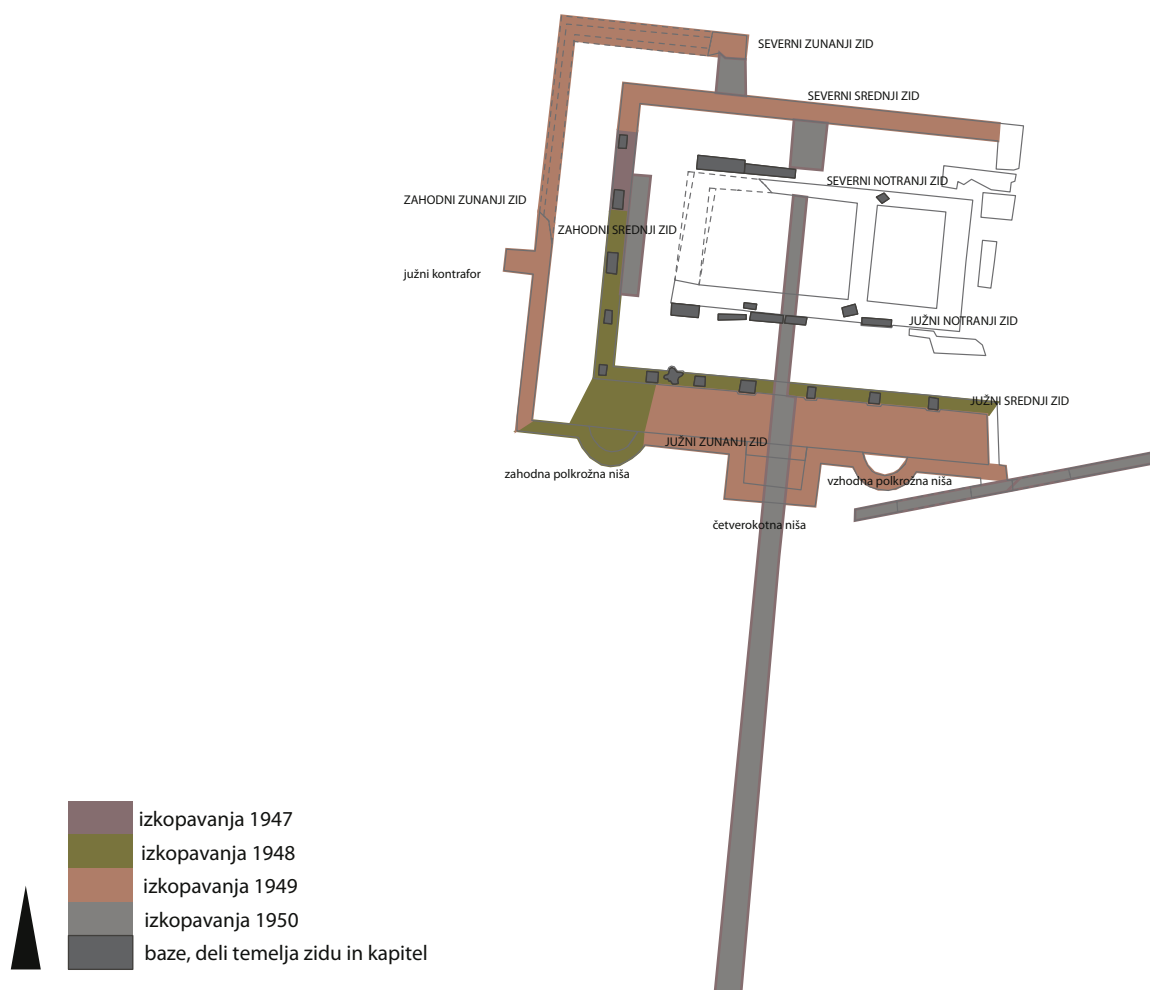 SEVERNI ZUNANJI ZID
SEVERNI SREDNJI ZID
SEVERNI NOTRANJI ZID
ZAHODNI ZUNANJI ZID
ZAHODNI SREDNJI ZID
južni kontrafor
JUŽNI NOTRANJI ZID
JUŽNI SREDNJI ZID
JUŽNI ZUNANJI ZID
zahodna polkrožna niša
vzhodna polkrožna niša
četverokotna niša
izkopavanja 1947
izkopavanja 1948
izkopavanja 1949
izkopavanja 1950
baze, deli temelja zidu in kapitel